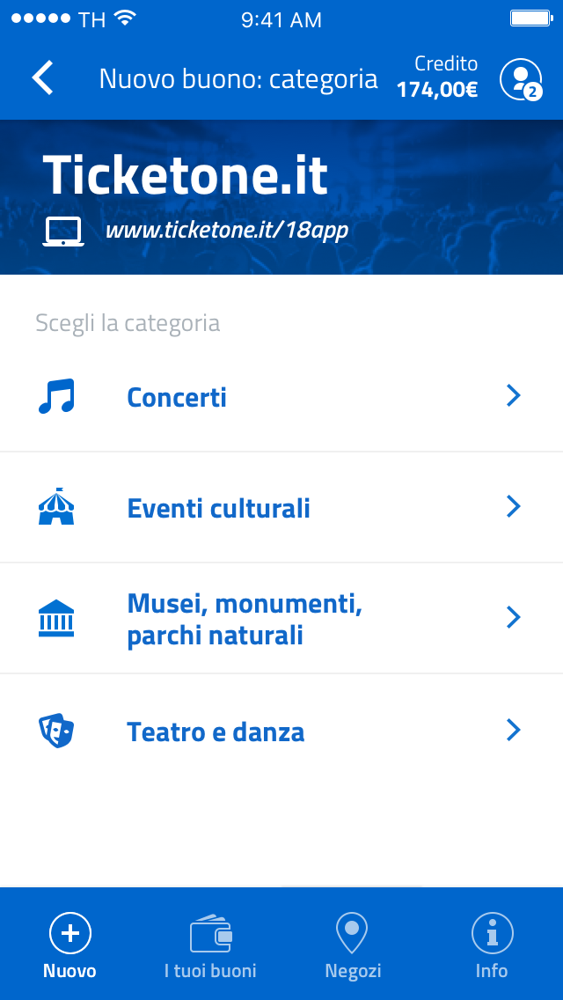 TH 9:41 AM
Nuovo buono: categoria
Credito
174,00€
2
Ticketone.it
www.ticketone.it/18app
Scegli la categoria
Concerti
Eventi culturali
Musei, monumenti,
parchi naturali
Teatro e danza
Nuovo I tuoi buoni Negozi Info